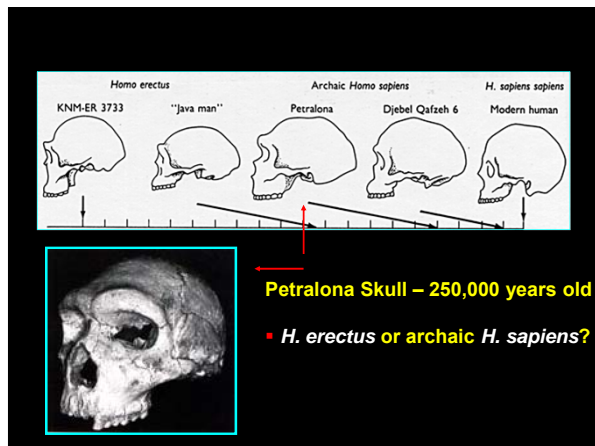 Homo erectus Archaic Homo sapiens H. sapiens sapiens
KNM-ER 3733 "Java man" Petralona Djebel Qafzeh 6 Modern human
Petralona Skull – 250,000 years old
▪ H. erectus or archaic H. sapiens?